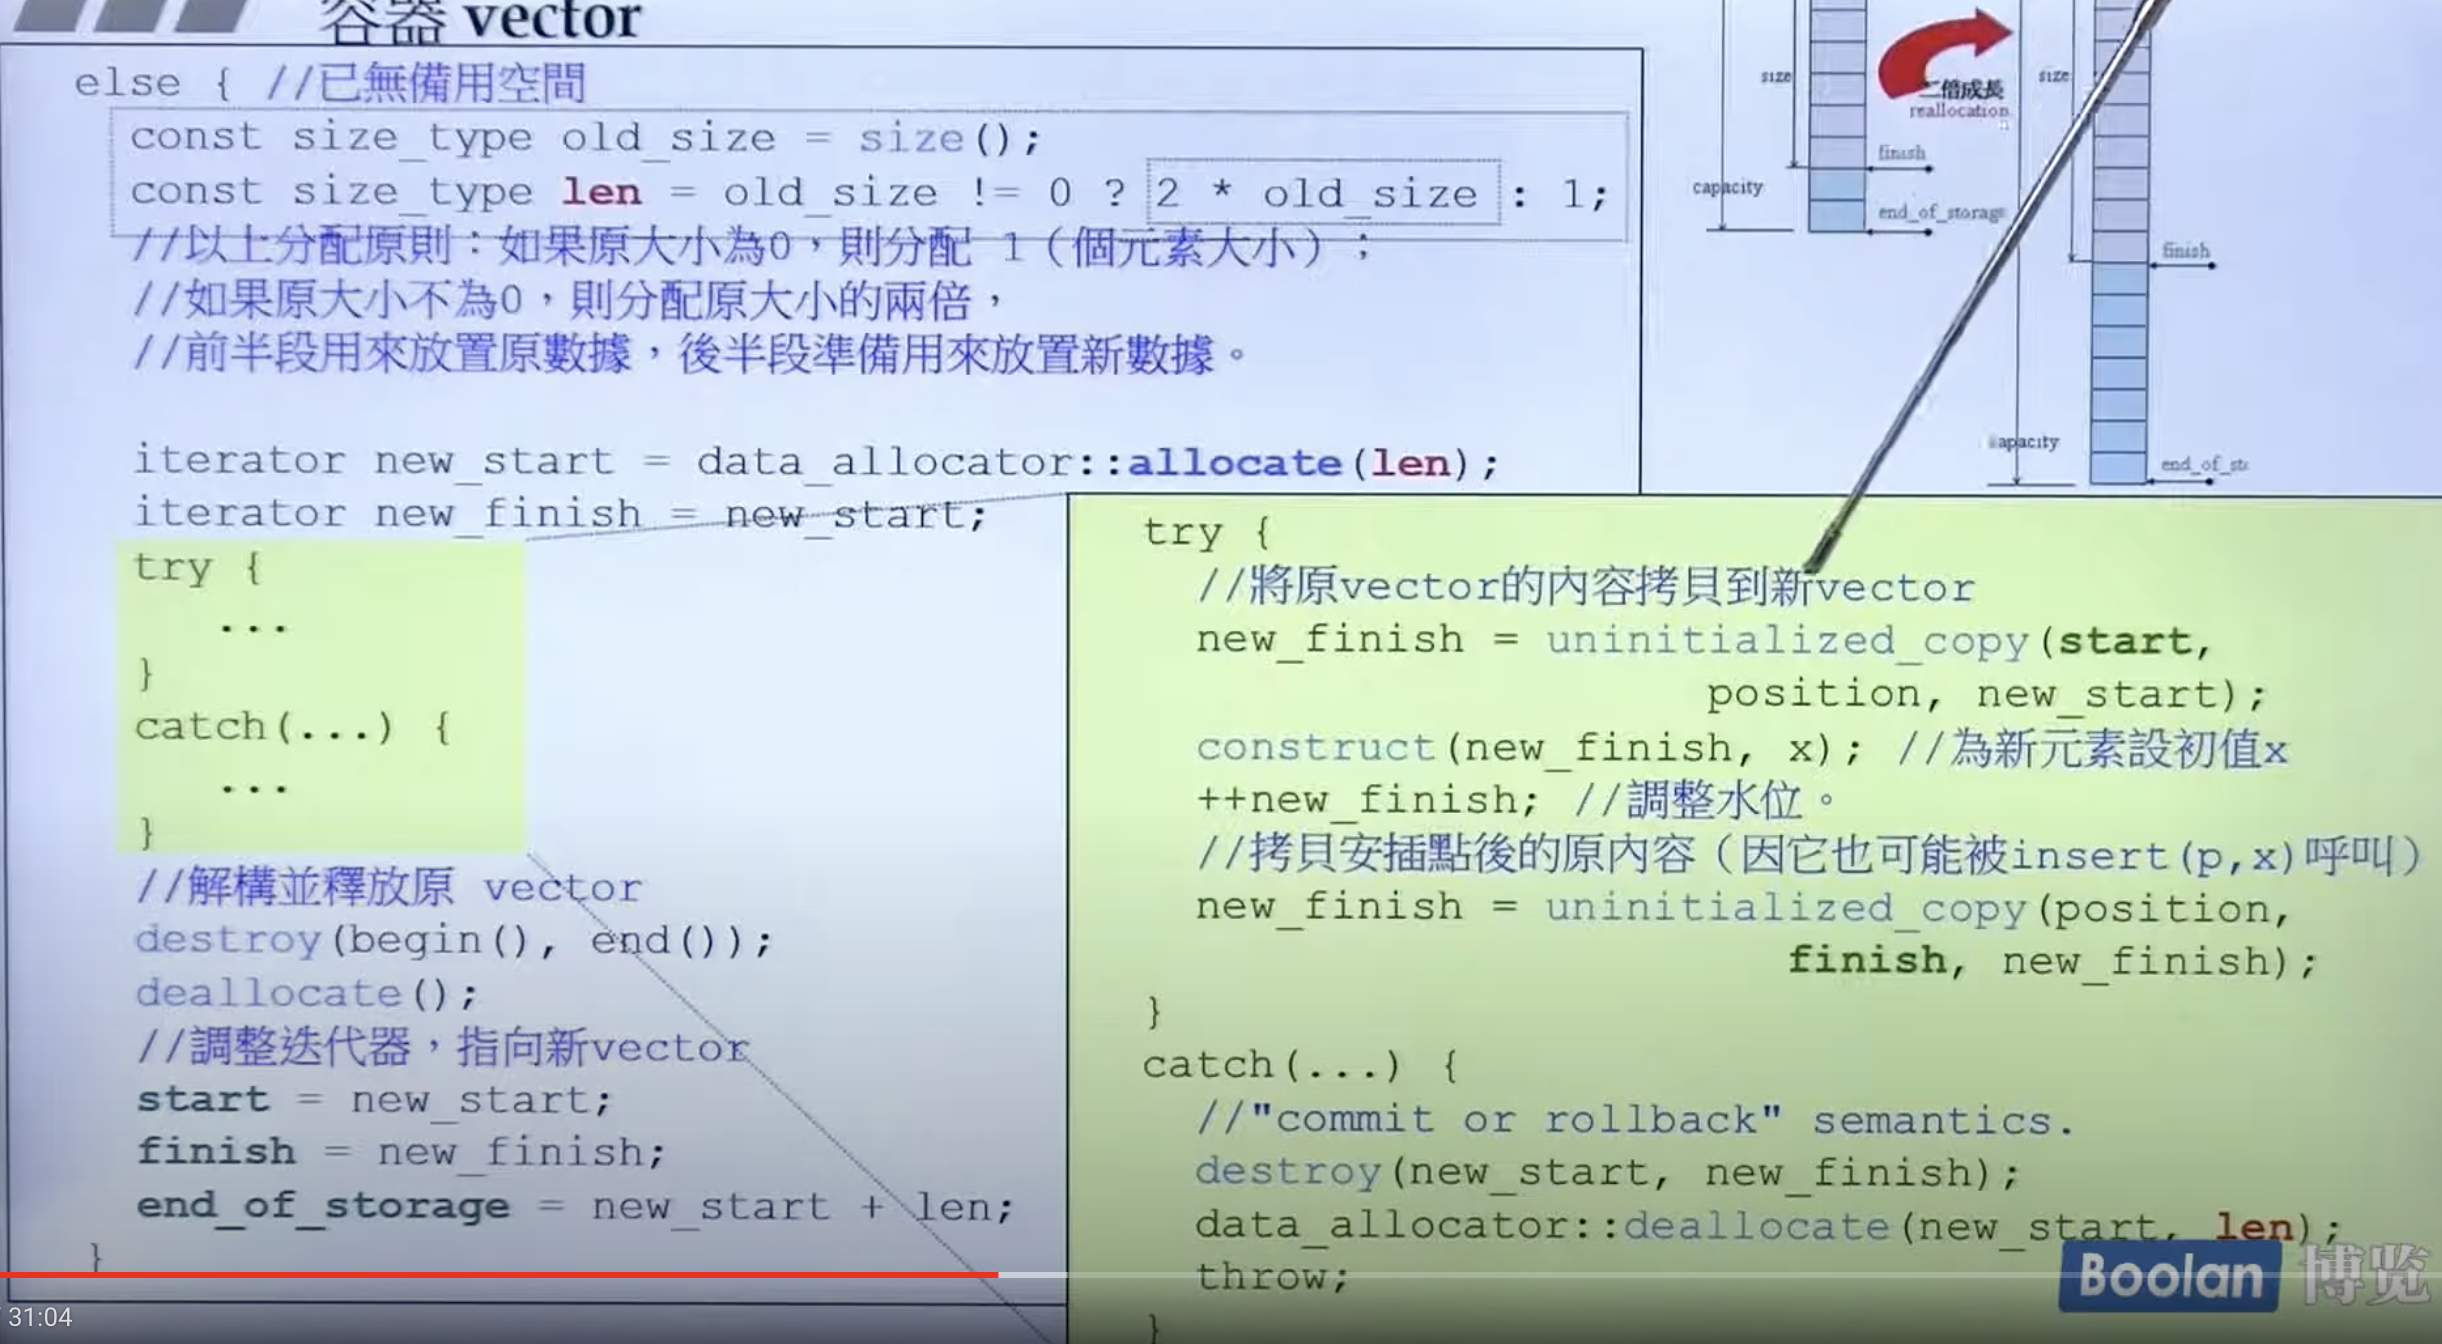 容器 vector
else { //已無備用空間
const size_type old_size = size();
const size_type len = old_size != 0 ? 2 * old_size : 1;
//以上分配原則：如果原大小為0，則分配 1（個元素大小）；
//如果原大小不為0，則分配原大小的兩倍，
//前半段用來放置原數據，後半段準備用來放置新數據。
iterator new_start = data_allocator::allocate(len);
iterator new_finish = new_start;
try {
...
}
catch(...) {
...
}
//解構並釋放原 vector
destroy(begin(), end());
deallocate();
//調整迭代器，指向新vector
start = new_start;
finish = new_finish;
end_of_storage = new_start + len;
}
size
capacity
finish
end_of_storage
二倍成長
reallocation
size
finish
capacity
try {
//將原vector的內容拷貝到新vector
new_finish = uninitialized_copy(start,
position, new_start);
construct(new_finish, x); //為新元素設初值x
++new_finish; //調整水位。
//拷貝安插點後的原內容（因它也可能被insert(p,x)呼叫）
new_finish = uninitialized_copy(position,
finish, new_finish);
}
catch(...) {
//"commit or rollback" semantics.
destroy(new_start, new_finish);
data_allocator::deallocate(new_start, len);
throw;
}
Boolan 博览
31:04